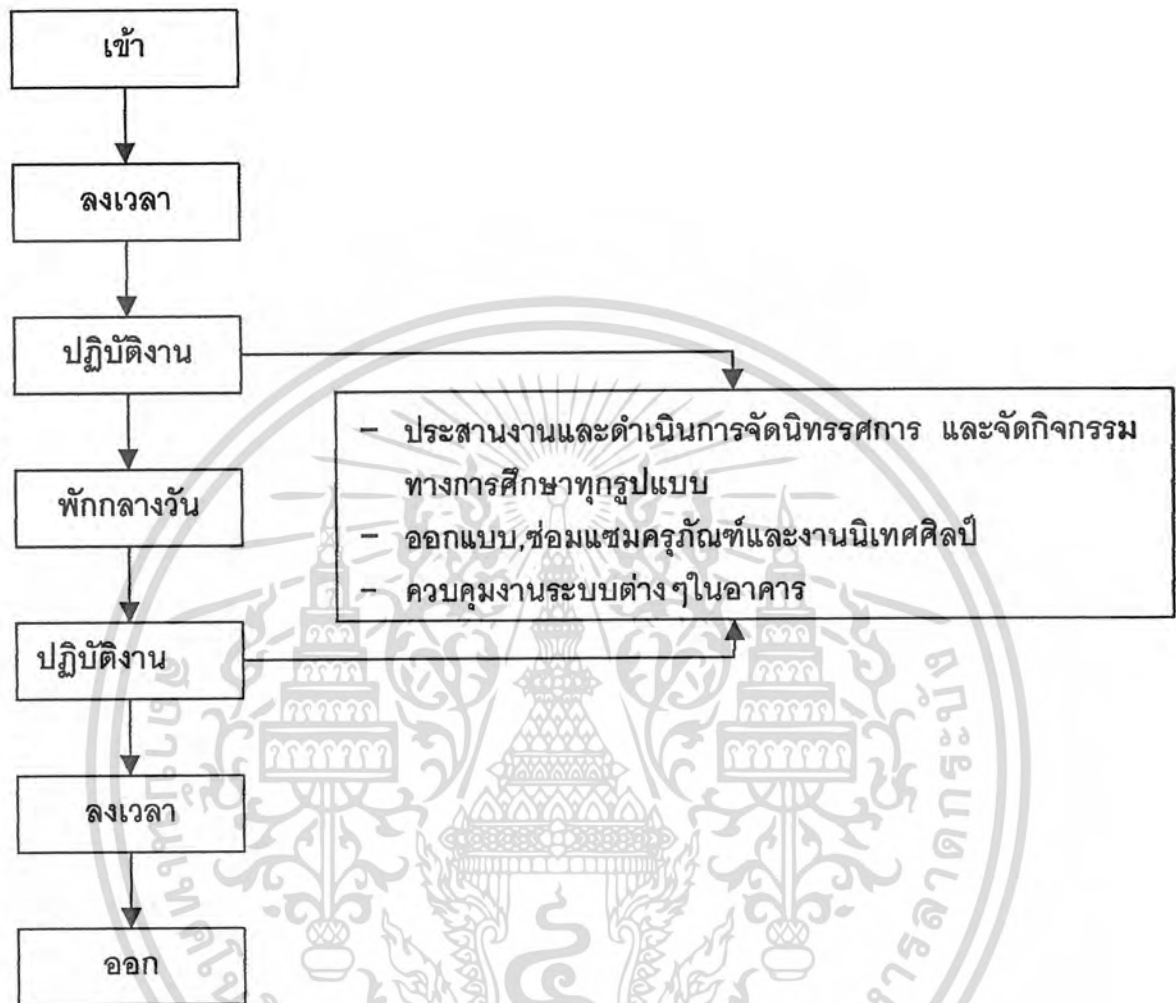 เข้า
ลงเวลา
ปฏิบัติงาน
– ประสานงานและดำเนินการจัดนิทรรศการ และจัดกิจกรรม
ทางการศึกษาทุกรูปแบบ
– ออกแบบ,ซ่อมแซมครุภัณฑ์และงานนิเทศศิลป์
– ควบคุมงานระบบต่างๆในอาคาร
พักกลางวัน
ปฏิบัติงาน
ลงเวลา
ออก